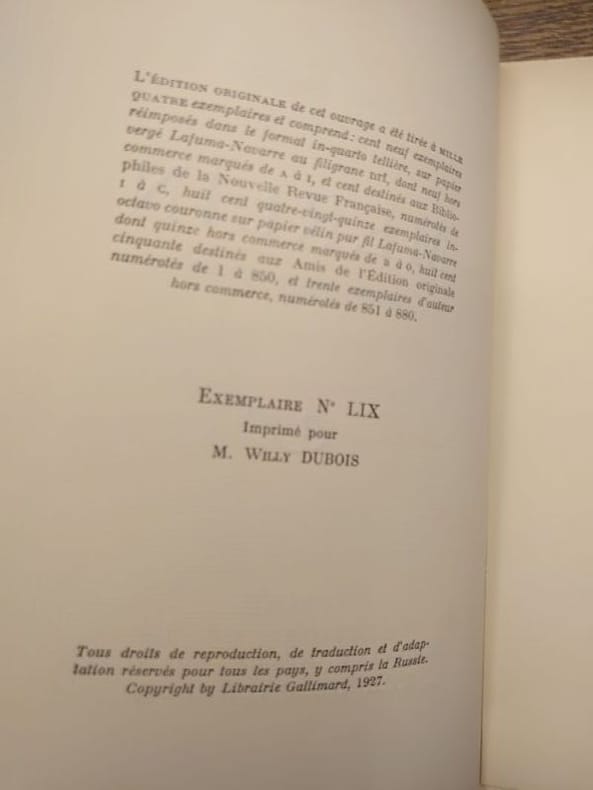 L'ÉDITION ORIGINALE de cet ouvrage a été tirée à MILLE
QUATRE exemplaires et comprend : cent neuf exemplaires
réimposés dans le format in-quarto tellière, sur papier
vergé Lafuma-Navarre au filigrane nrf, dont neuf hors
commerce marqués de A à I, et cent destinés aux Biblio-
philes de la Nouvelle Revue Française, numérotés de
I à C, huit cent quatre-vingt-quinze exemplaires in-
octavo couronne sur papier vélin pur fil Lafuma-Navarre
dont quinze hors commerce marqués de a à o, huit cent
cinquante destinés aux Amis de l'Édition originale
numérotés de 1 à 850, et trente exemplaires d'auteur
hors commerce, numérotés de 851 à 880.
EXEMPLAIRE N° LIX
Imprimé pour
M. WILLY DUBOIS
Tous droits de reproduction, de traduction et d'adap-
tation réservés pour tous les pays, y compris la Russie.
Copyright by Librairie Gallimard, 1927.